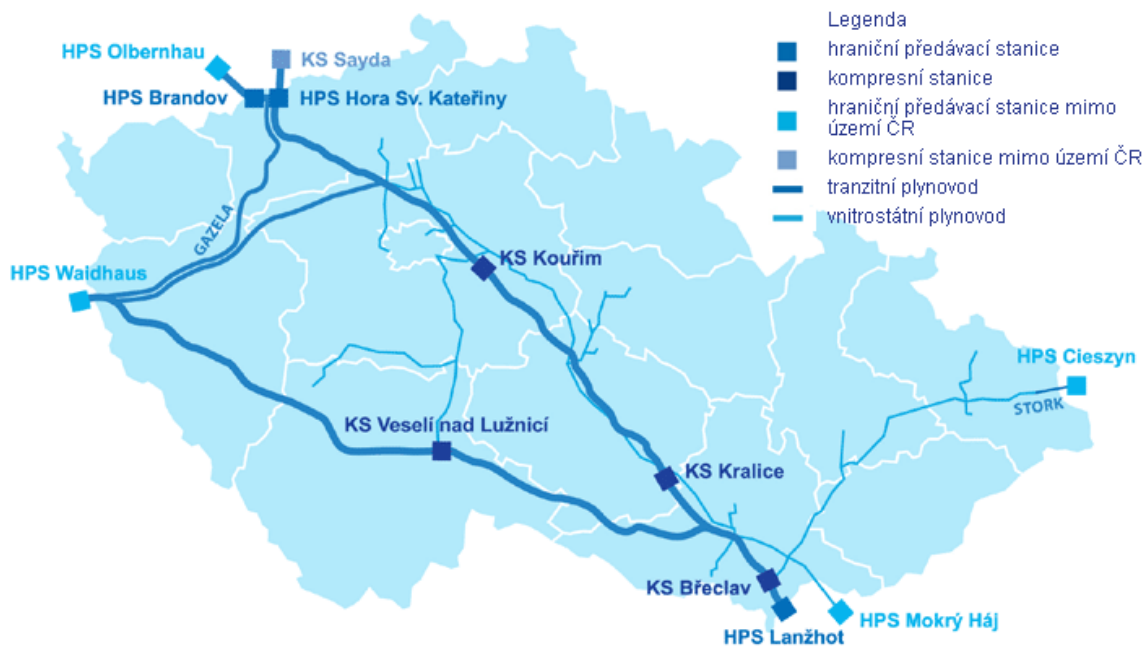 Legenda
hraniční předávací stanice
kompresní stanice
hraniční předávací stanice mimo
území ČR
kompresní stanice mimo území ČR
tranzitní plynovod
vnitrostátní plynovod
HPS Olbernhau
KS Sayda
HPS Brandov
HPS Hora Sv. Kateřiny
GAZELA
HPS Waidhaus
KS Kouřim
HPS Cieszyn
STORK
KS Veselí nad Lužnicí
KS Kralice
KS Břeclav
HPS Mokrý Háj
HPS Lanžhot